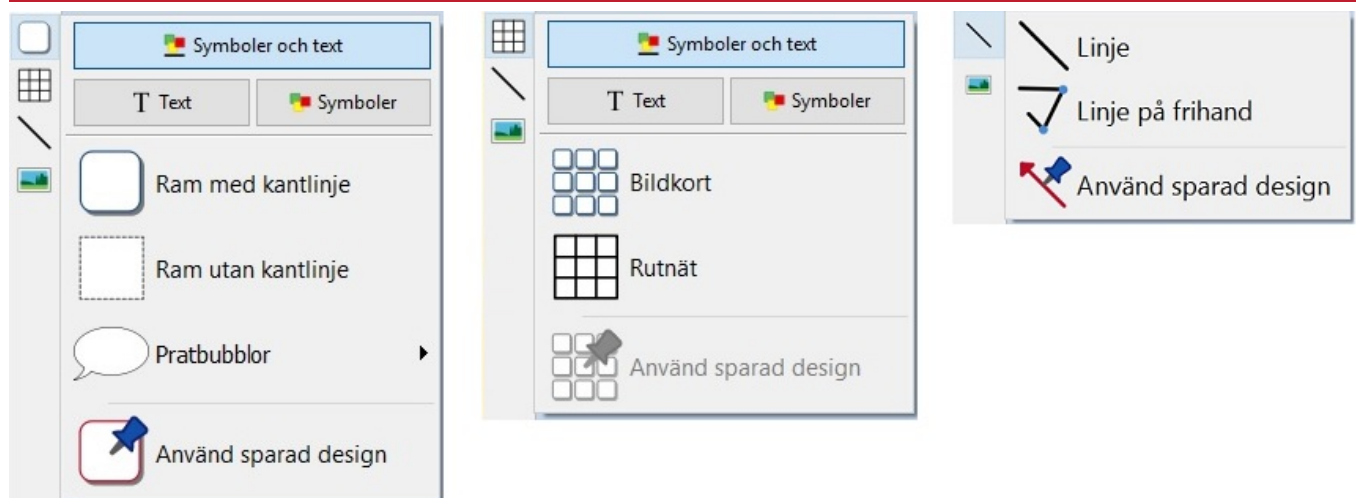 Symboler och text
T Text
Symboler
Ram med kantlinje
Ram utan kantlinje
Pratbubblor
Använd sparad design
Symboler och text
T Text
Symboler
Bildkort
Rutnät
Använd sparad design
Linje
Linje på frihand
Använd sparad design